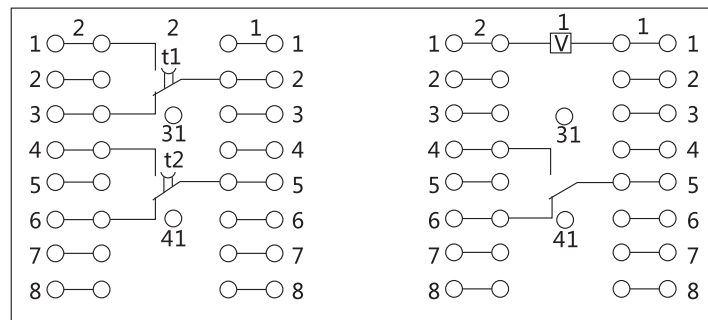 2 2 1 2 1 1
1 1 1 V 1
t1
2 2 2 2
3 3 3 3
31 31
4 4 4 4
t2
5 5 5 5
6 6 6 6
41 41
7 7 7 7
8 8 8 8